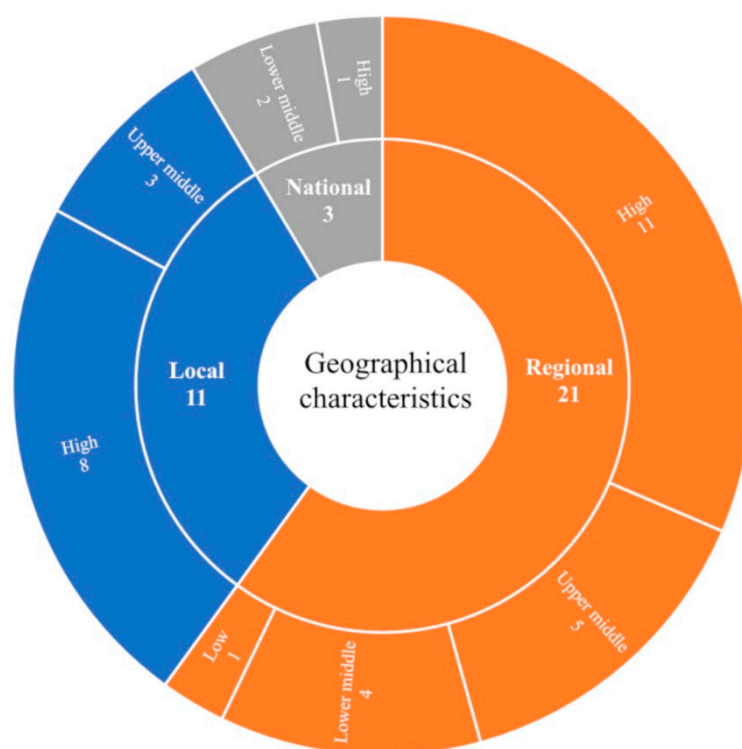 Geographical
characteristics
Regional
21
High
11
Upper middle
5
Lower middle
4
Low
1
Local
11
High
8
Upper middle
3
National
3
Lower middle
2
High
1